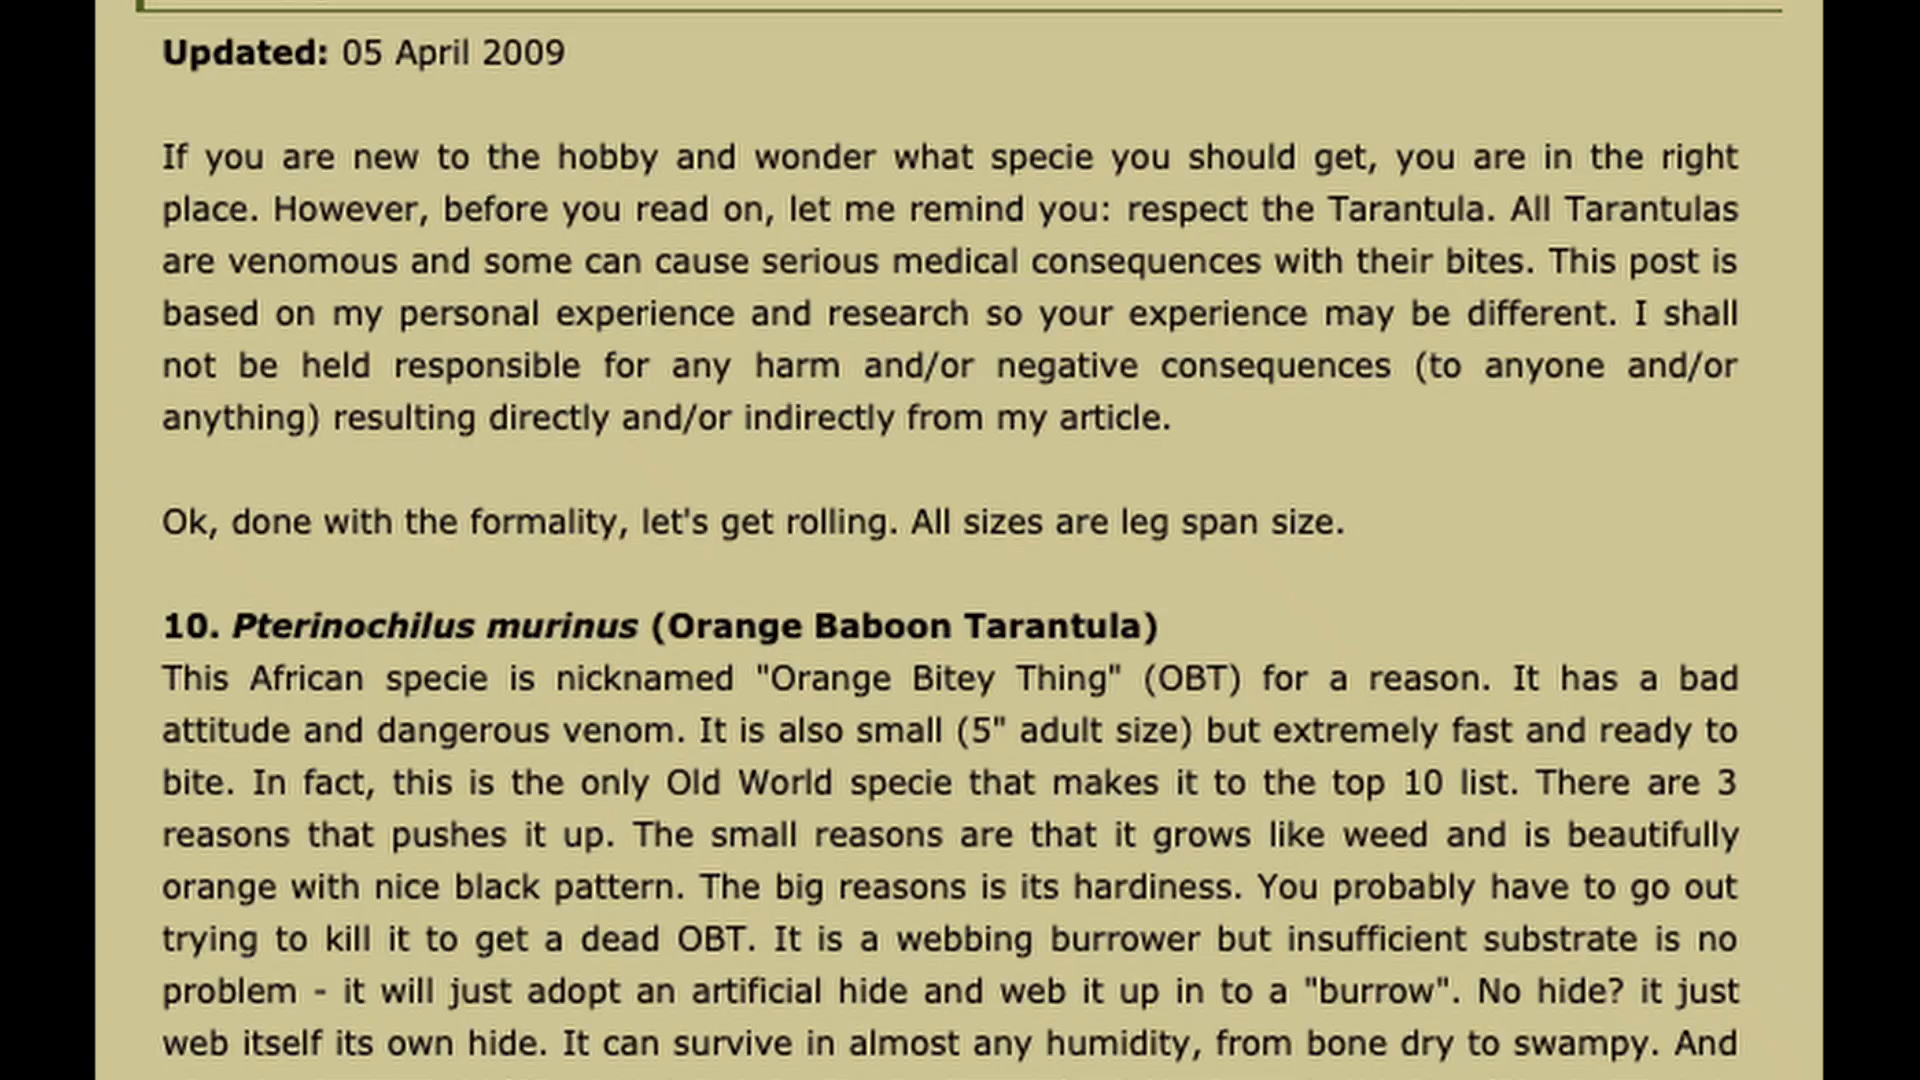 Updated: 05 April 2009
If you are new to the hobby and wonder what specie you should get, you are in the right
place. However, before you read on, let me remind you: respect the Tarantula. All Tarantulas
are venomous and some can cause serious medical consequences with their bites. This post is
based on my personal experience and research so your experience may be different. I shall
not be held responsible for any harm and/or negative consequences (to anyone and/or
anything) resulting directly and/or indirectly from my article.
Ok, done with the formality, let's get rolling. All sizes are leg span size.
10. Pterinochilus murinus (Orange Baboon Tarantula)
This African specie is nicknamed "Orange Bitey Thing" (OBT) for a reason. It has a bad
attitude and dangerous venom. It is also small (5" adult size) but extremely fast and ready to
bite. In fact, this is the only Old World specie that makes it to the top 10 list. There are 3
reasons that pushes it up. The small reasons are that it grows like weed and is beautifully
orange with nice black pattern. The big reasons is its hardiness. You probably have to go out
trying to kill it to get a dead OBT. It is a webbing burrower but insufficient substrate is no
problem - it will just adopt an artificial hide and web it up in to a "burrow". No hide? it just
web itself its own hide. It can survive in almost any humidity, from bone dry to swampy. And